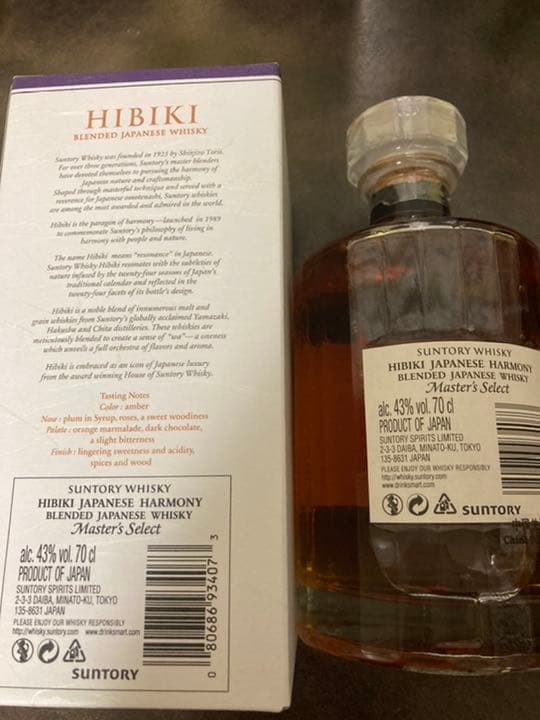 HIBIKI
BLENDED JAPANESE WHISKY
Suntory Whisky was founded in 1923 by Shinjiro Torii.
For over three generations, Suntory's master blenders
have devoted themselves to pursuing the harmony of
Japanese nature and craftsmanship.
Shaped through masterful technique and served with a
reverence for Japanese omotenashi, Suntory whiskies
are among the most awarded and admired in the world.
Hibiki is the paragon of harmony—launched in 1989
to commemorate Suntory's philosophy of living in
harmony with people and nature.
The name Hibiki means "resonance" in Japanese.
Suntory Whisky Hibiki resonates with the subtleties of
nature infused by the twenty-four seasons of Japan's
traditional calendar and reflected in the
twenty-four facets of its bottle's design.
Hibiki is a noble blend of innumerous malt and
grain whiskies from Suntory's globally acclaimed Yamazaki,
Hakushu and Chita distilleries. These whiskies are
meticulously blended to create a sense of "wa"— a oneness
which unveils a full orchestra of flavors and aroma.
Hibiki is embraced as an icon of Japanese luxury
from the award winning House of Suntory Whisky.
Tasting Notes
Color : amber
Nose : plum in Syrup, roses, a sweet woodiness
Palate : orange marmalade, dark chocolate,
a slight bitterness
Finish : lingering sweetness and acidity,
spices and wood
SUNTORY WHISKY
HIBIKI JAPANESE HARMONY
BLENDED JAPANESE WHISKY
Master's Select
alc. 43% vol. 70 cl
PRODUCT OF JAPAN
SUNTORY SPIRITS LIMITED
2-3-3 DAIBA, MINATO-KU, TOKYO
135-8631 JAPAN
PLEASE ENJOY OUR WHISKY RESPONSIBLY
http://whisky.suntory.com www.drinksmart.com
SUNTORY
0 80686 93407 3
SUNTORY WHISKY
HIBIKI JAPANESE HARMONY
BLENDED JAPANESE WHISKY
Master's Select
alc. 43% vol. 70 cl
PRODUCT OF JAPAN
SUNTORY SPIRITS LIMITED
2-3-3 DAIBA, MINATO-KU, TOKYO
135-8631 JAPAN
PLEASE ENJOY OUR WHISKY RESPONSIBLY
http://whisky.suntory.com
www.drinksmart.com
SUNTORY
China